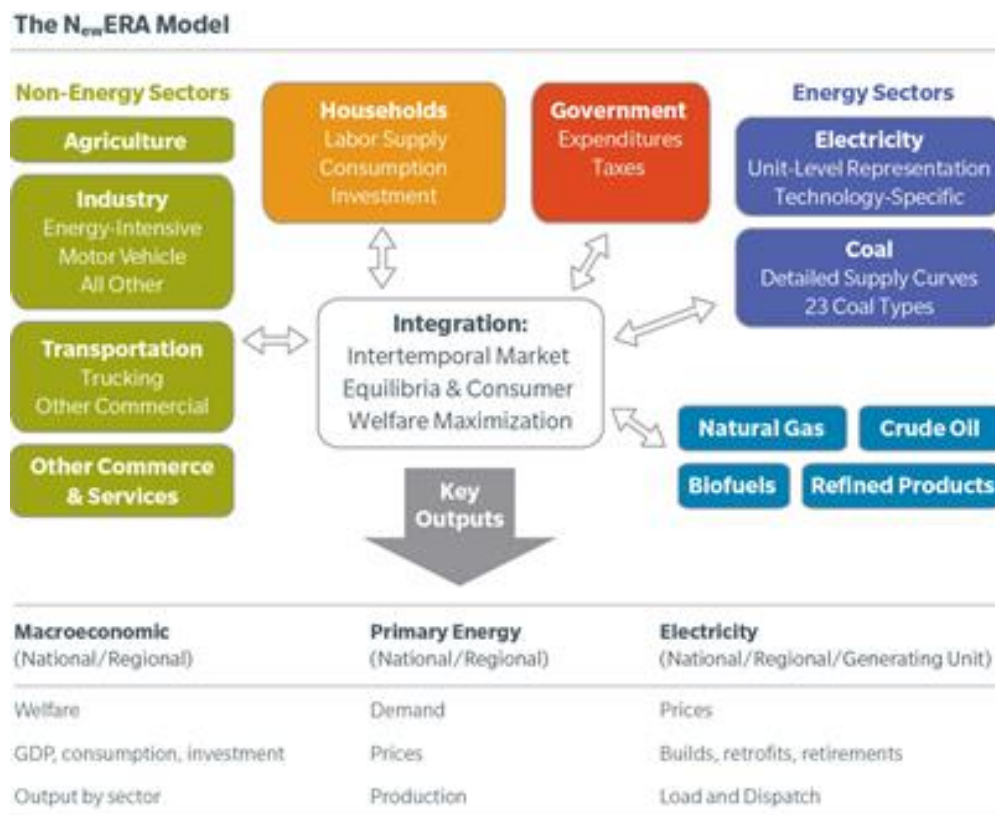 The NewERA Model
Non-Energy Sectors
Agriculture
Industry
Energy-Intensive
Motor Vehicle
All Other
Transportation
Trucking
Other Commercial
Other Commerce
& Services
Households
Labor Supply
Consumption
Investment
Government
Expenditures
Taxes
Energy Sectors
Electricity
Unit-Level Representation
Technology-Specific
Coal
Detailed Supply Curves
23 Coal Types
Integration:
Intertemporal Market
Equilibria & Consumer
Welfare Maximization
Natural Gas
Crude Oil
Biofuels
Refined Products
Key
Outputs
Macroeconomic
(National/Regional)
Primary Energy
(National/Regional)
Electricity
(National/Regional/Generating Unit)
Welfare
Demand
Prices
GDP, consumption, investment
Prices
Builds, retrofits, retirements
Output by sector
Production
Load and Dispatch